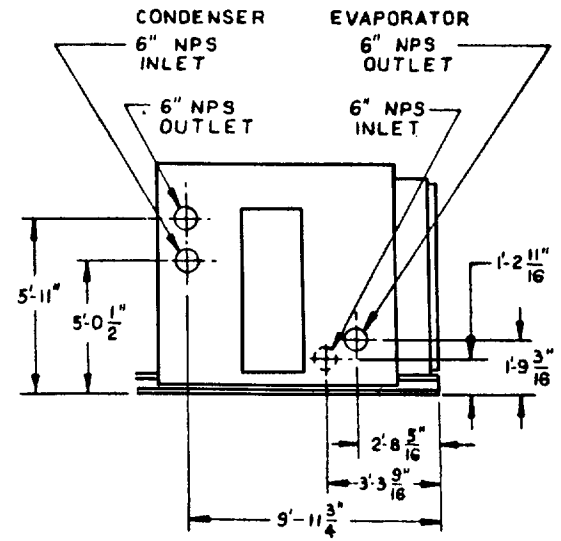 CONDENSER EVAPORATOR
6" NPS INLET
6" NPS OUTLET
6" NPS OUTLET
6" NPS INLET
1'-2 11/16"
5'-11"
5'-0 1/2"
1'-9 3/16"
2'-8 5/16"
3'-3 9/16"
9'-11 3/4"